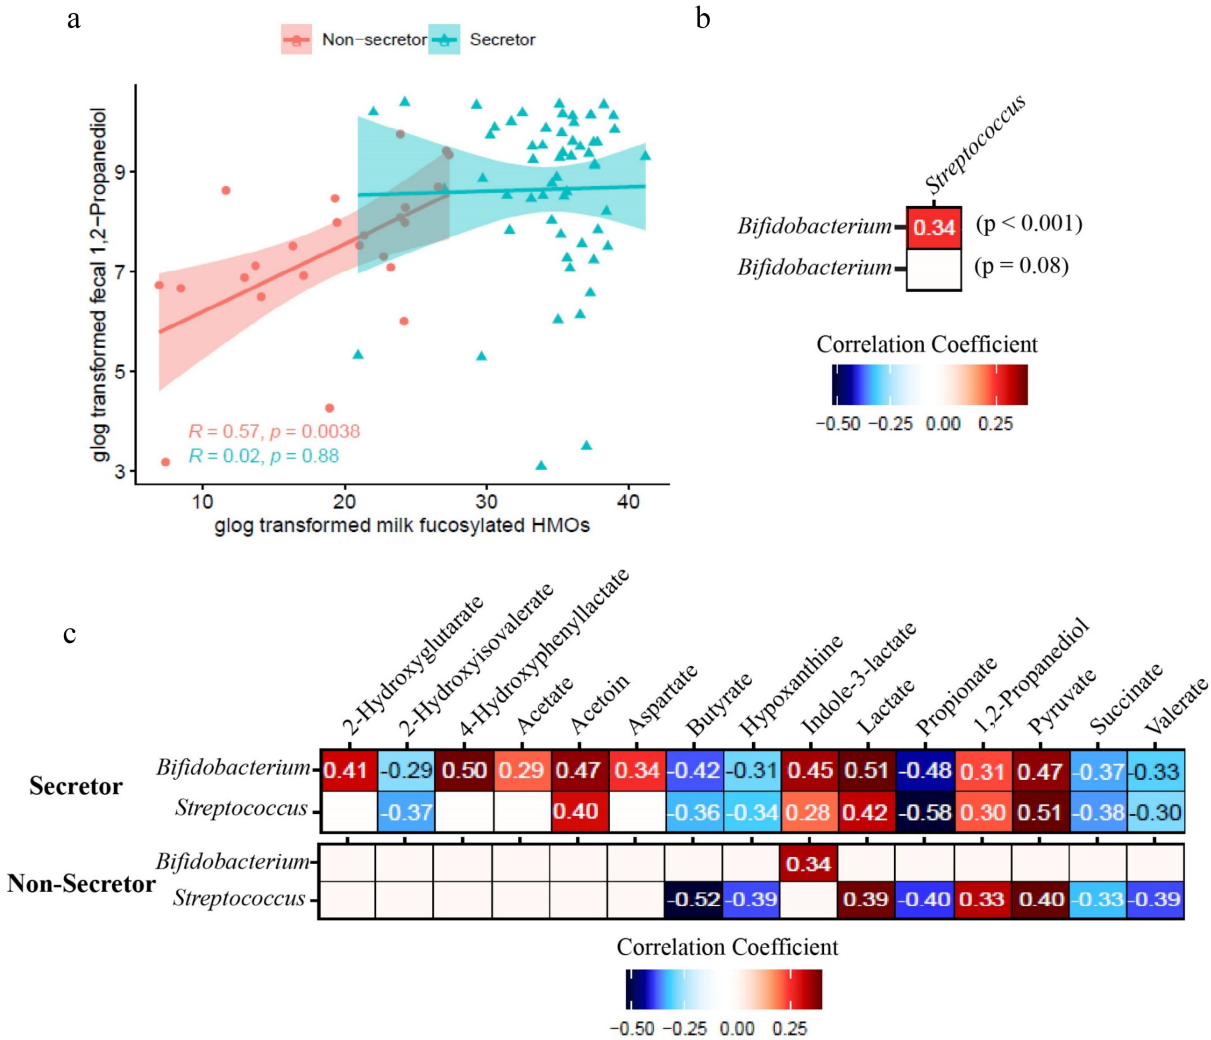 a
Non−secretor Secretor
glog transformed fecal 1,2−Propanediol
9
7
5
3
R = 0.57, p = 0.0038
R = 0.02, p = 0.88
10 20 30 40
glog transformed milk fucosylated HMOs
b
Streptococcus
Bifidobacterium 0.34 (p < 0.001)
Bifidobacterium (p = 0.08)
Correlation Coefficient
−0.50 −0.25 0.00 0.25
c
2-Hydroxyglutarate
2-Hydroxyisovalerate
4-Hydroxyphenyllactate
Acetate
Acetoin
Aspartate
Butyrate
Hypoxanthine
Indole-3-lactate
Lactate
Propionate
1,2-Propanediol
Pyruvate
Succinate
Valerate
Secretor
Bifidobacterium 0.41 -0.29 0.50 0.29 0.47 0.34 -0.42 -0.31 0.45 0.51 -0.48 0.31 0.47 -0.37 -0.33
Streptococcus -0.37 0.40 -0.36 -0.34 0.28 0.42 -0.58 0.30 0.51 -0.38 -0.30
Non-Secretor
Bifidobacterium 0.34
Streptococcus -0.52 -0.39 0.39 -0.40 0.33 0.40 -0.33 -0.39
Correlation Coefficient
−0.50 −0.25 0.00 0.25